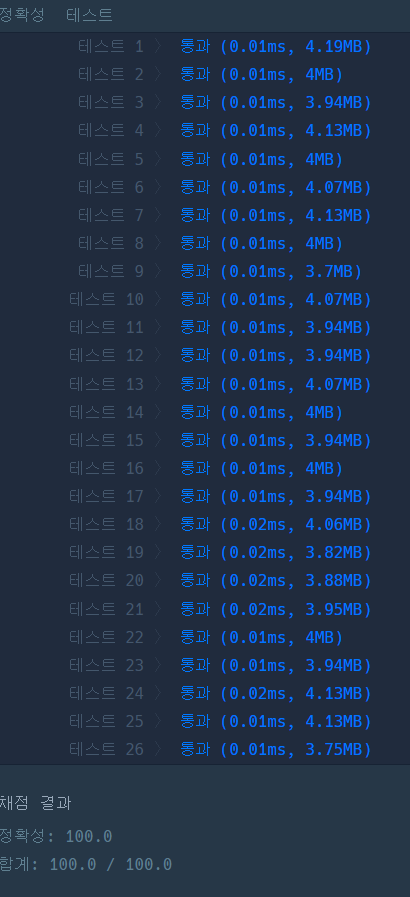 정확성 테스트
테스트 1 〉 통과 (0.01ms, 4.19MB)
테스트 2 〉 통과 (0.01ms, 4MB)
테스트 3 〉 통과 (0.01ms, 3.94MB)
테스트 4 〉 통과 (0.01ms, 4.13MB)
테스트 5 〉 통과 (0.01ms, 4MB)
테스트 6 〉 통과 (0.01ms, 4.07MB)
테스트 7 〉 통과 (0.01ms, 4.13MB)
테스트 8 〉 통과 (0.01ms, 4MB)
테스트 9 〉 통과 (0.01ms, 3.7MB)
테스트 10 〉 통과 (0.01ms, 4.07MB)
테스트 11 〉 통과 (0.01ms, 3.94MB)
테스트 12 〉 통과 (0.01ms, 3.94MB)
테스트 13 〉 통과 (0.01ms, 4.07MB)
테스트 14 〉 통과 (0.01ms, 4MB)
테스트 15 〉 통과 (0.01ms, 3.94MB)
테스트 16 〉 통과 (0.01ms, 4MB)
테스트 17 〉 통과 (0.01ms, 3.94MB)
테스트 18 〉 통과 (0.02ms, 4.06MB)
테스트 19 〉 통과 (0.02ms, 3.82MB)
테스트 20 〉 통과 (0.02ms, 3.88MB)
테스트 21 〉 통과 (0.02ms, 3.95MB)
테스트 22 〉 통과 (0.01ms, 4MB)
테스트 23 〉 통과 (0.01ms, 3.94MB)
테스트 24 〉 통과 (0.02ms, 4.13MB)
테스트 25 〉 통과 (0.01ms, 4.13MB)
테스트 26 〉 통과 (0.01ms, 3.75MB)
채점 결과
정확성: 100.0
합계: 100.0 / 100.0